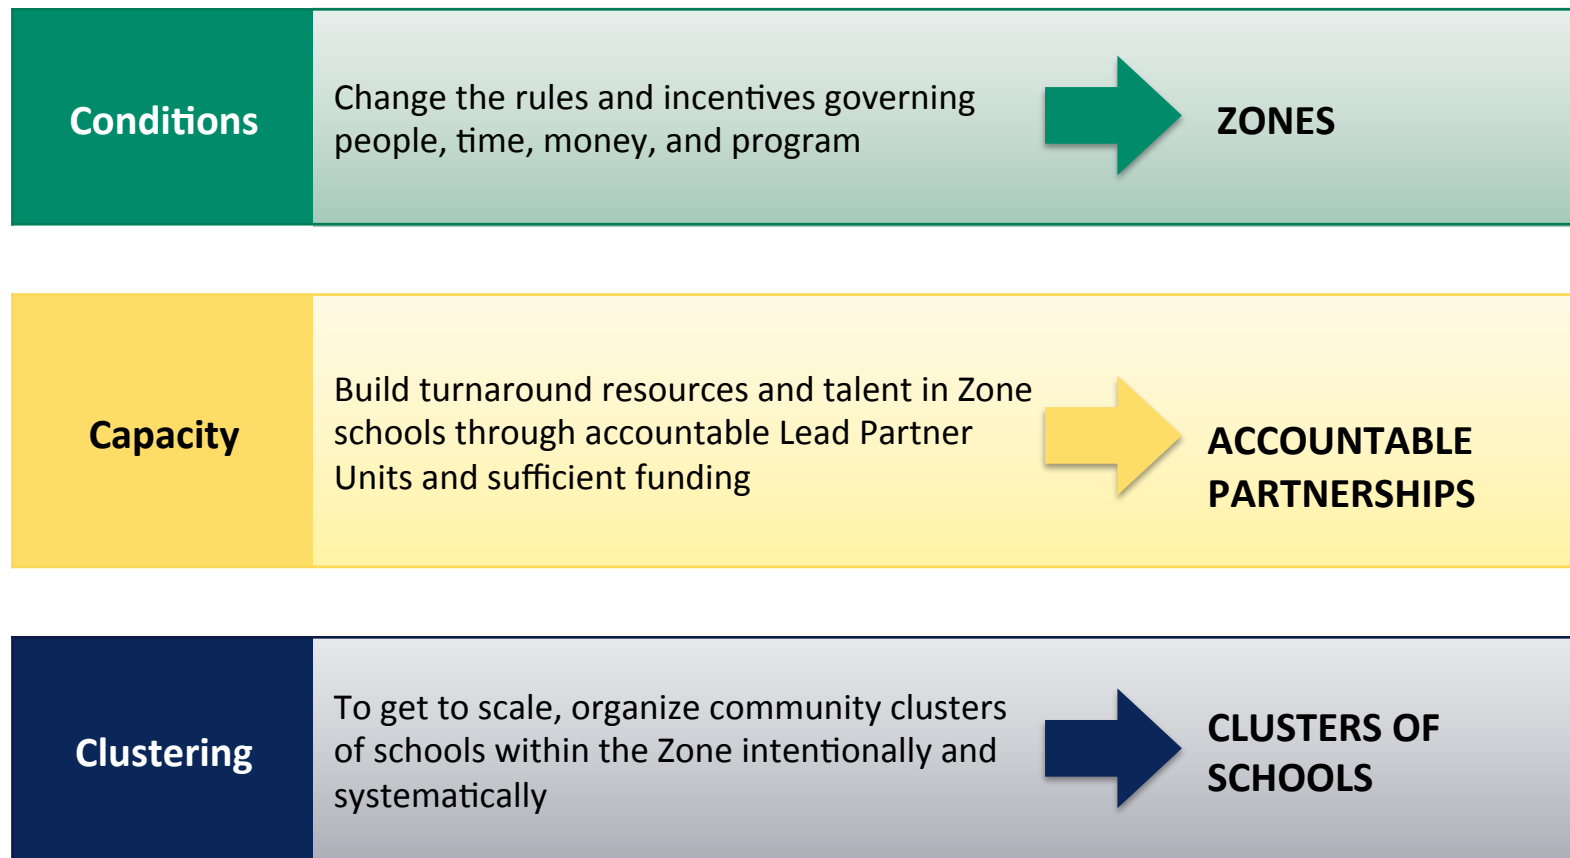 Conditions
Change the rules and incentives governing
people, time, money, and program
ZONES
Capacity
Build turnaround resources and talent in Zone
schools through accountable Lead Partner
Units and sufficient funding
ACCOUNTABLE
PARTNERSHIPS
Clustering
To get to scale, organize community clusters
of schools within the Zone intentionally and
systematically
CLUSTERS OF
SCHOOLS